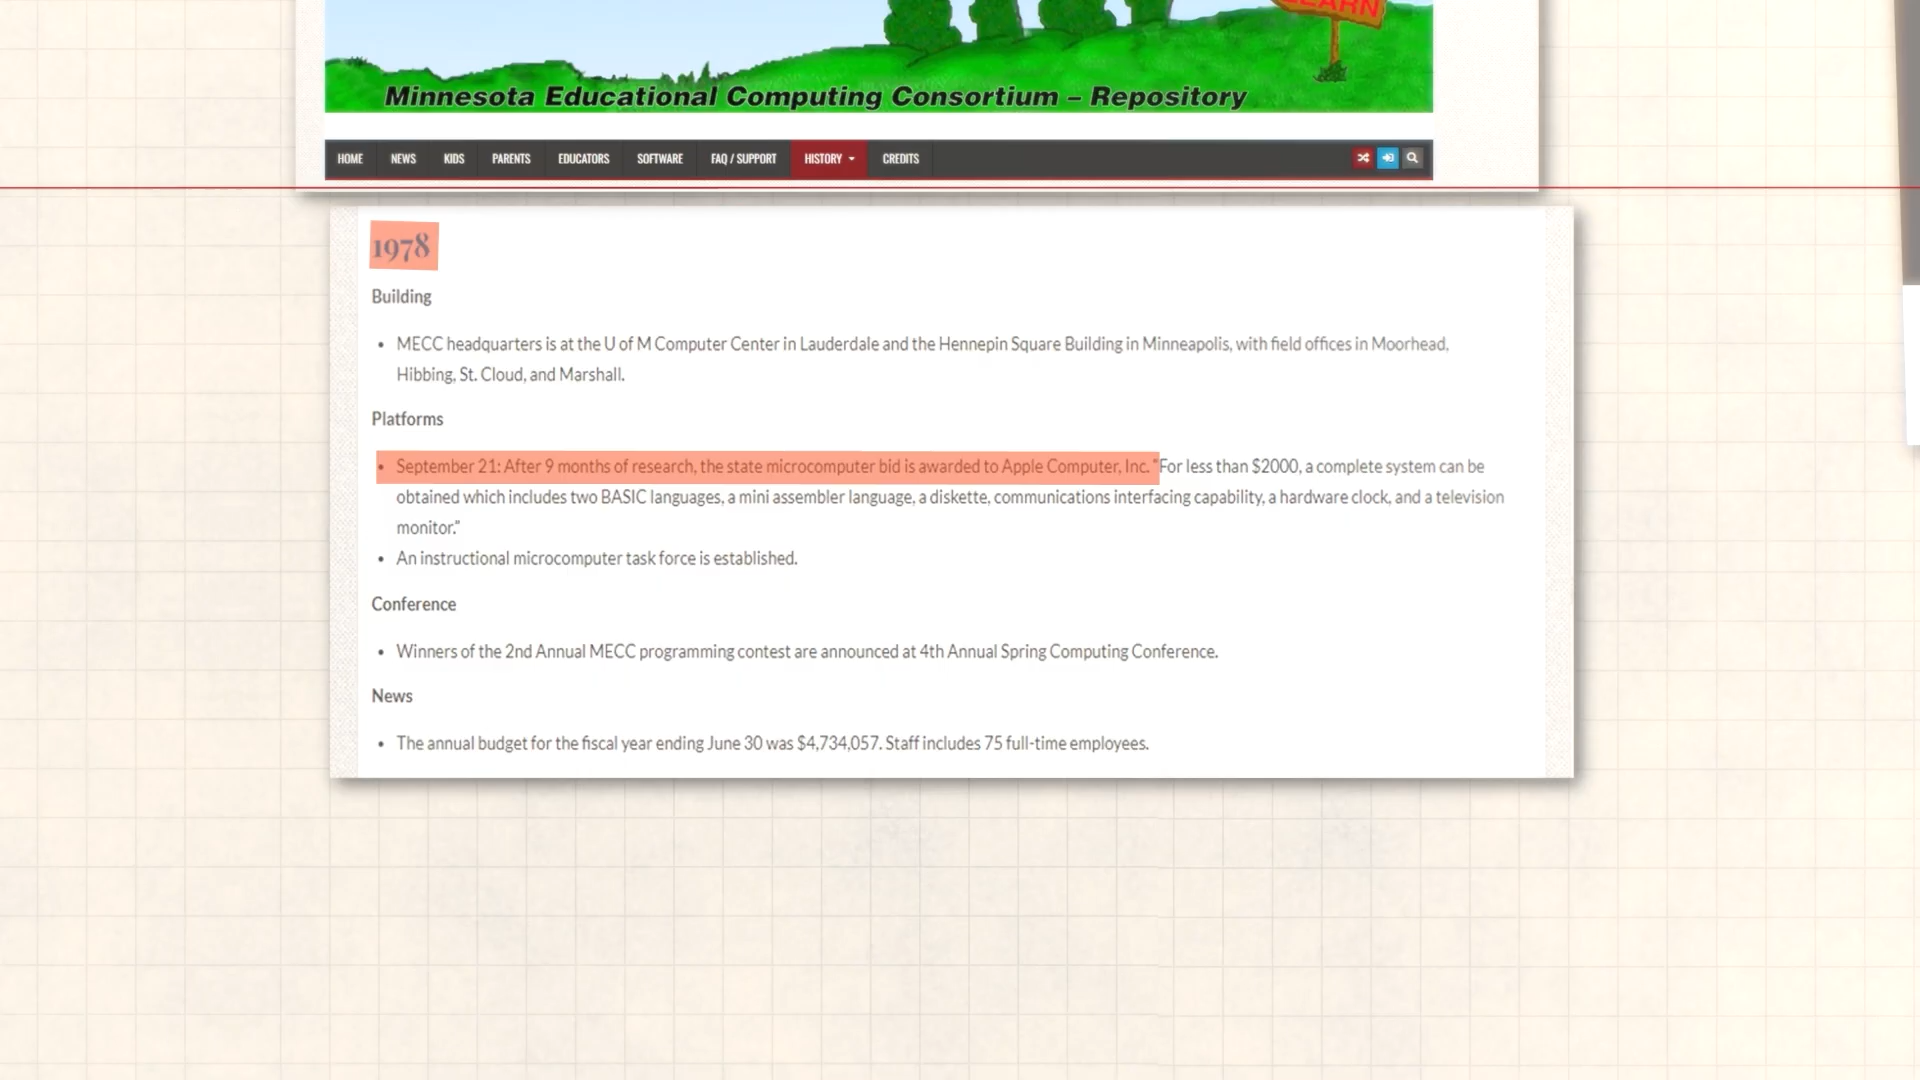 LEARN
Minnesota Educational Computing Consortium – Repository
HOME NEWS KIDS PARENTS EDUCATORS SOFTWARE FAQ / SUPPORT HISTORY CREDITS
1978
Building
• MECC headquarters is at the U of M Computer Center in Lauderdale and the Hennepin Square Building in Minneapolis, with field offices in Moorhead,
Hibbing, St. Cloud, and Marshall.
Platforms
• September 21: After 9 months of research, the state microcomputer bid is awarded to Apple Computer, Inc. "For less than $2000, a complete system can be
obtained which includes two BASIC languages, a mini assembler language, a diskette, communications interfacing capability, a hardware clock, and a television
monitor."
• An instructional microcomputer task force is established.
Conference
• Winners of the 2nd Annual MECC programming contest are announced at 4th Annual Spring Computing Conference.
News
• The annual budget for the fiscal year ending June 30 was $4,734,057. Staff includes 75 full-time employees.